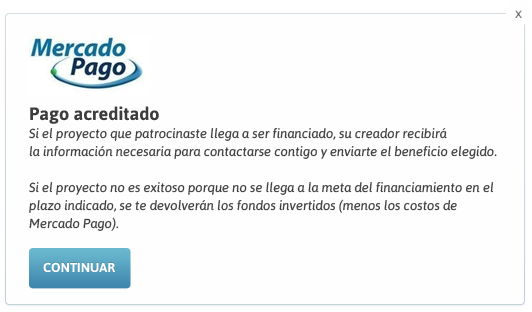 x
Mercado
Pago
Pago acreditado
Si el proyecto que patrocinaste llega a ser financiado, su creador recibirá
la información necesaria para contactarse contigo y enviarte el beneficio elegido.
Si el proyecto no es exitoso porque no se llega a la meta del financiamiento en el
plazo indicado, se te devolverán los fondos invertidos (menos los costos de
Mercado Pago).
CONTINUAR